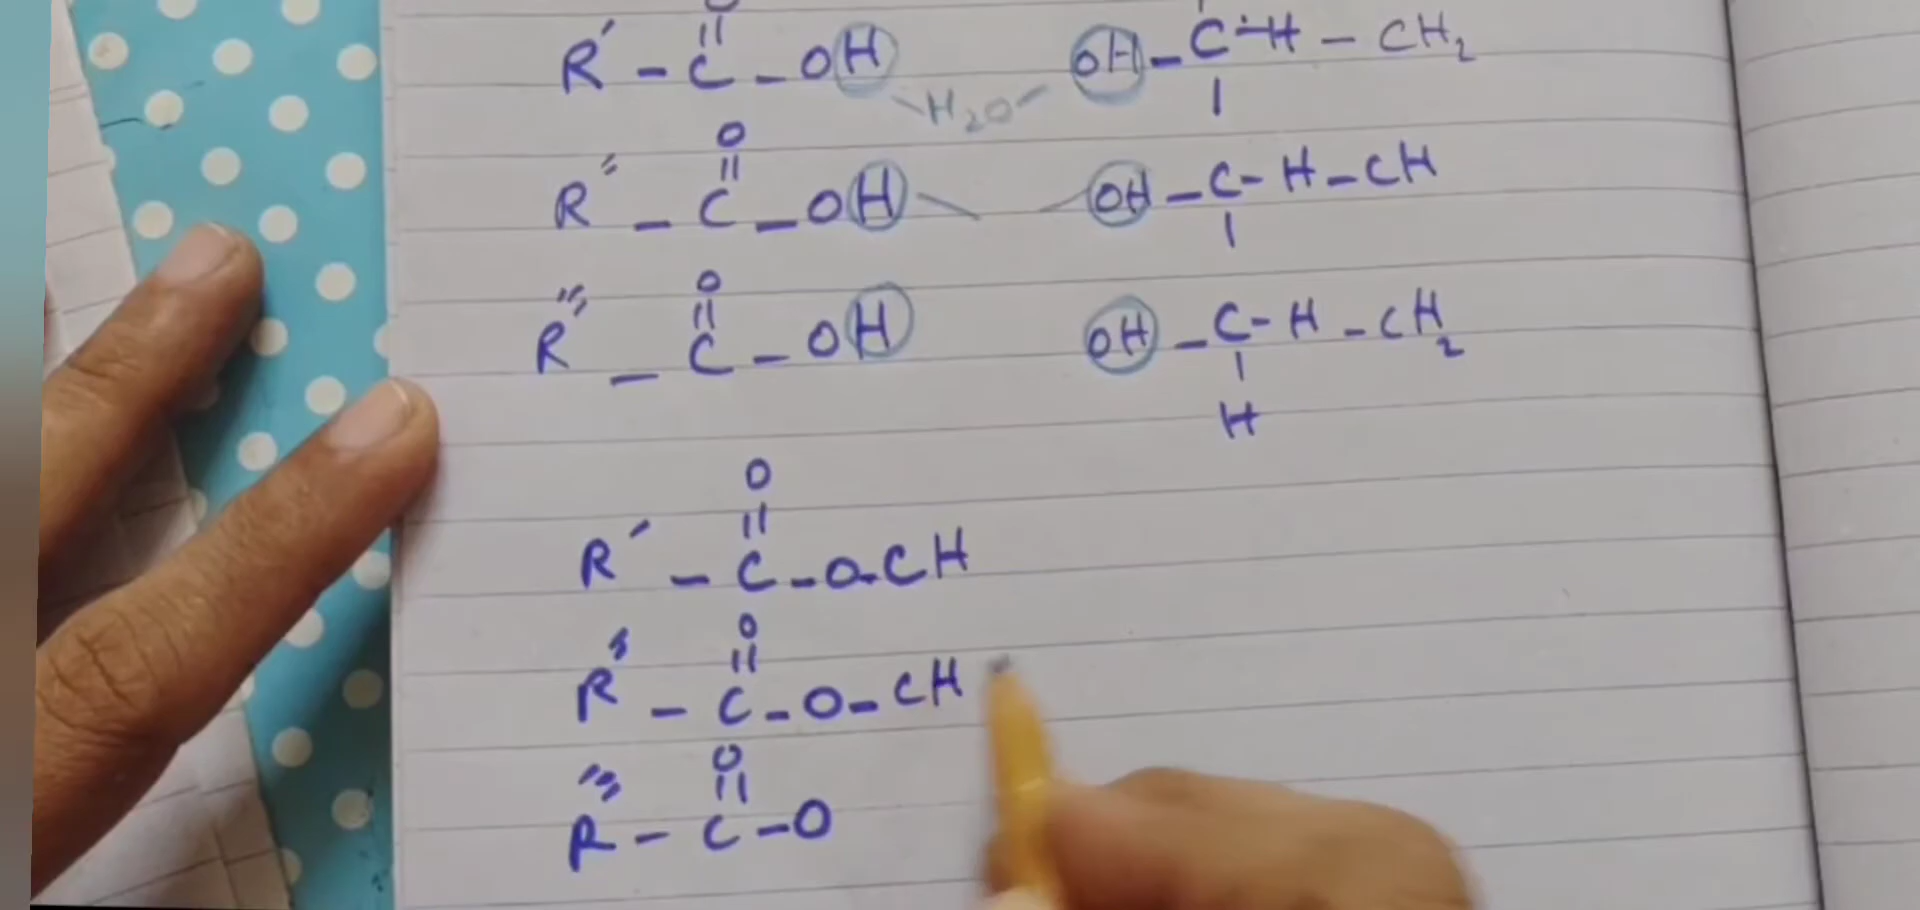 O
R′ - C - OH OH - C - H - CH₂
H₂O
O
R″ - C - OH OH - C - H - CH
O
R‴ - C - OH OH - C - H - CH₂
H
O
R′ - C - O - CH
O
R″ - C - O - CH
O
R‴ - C - O